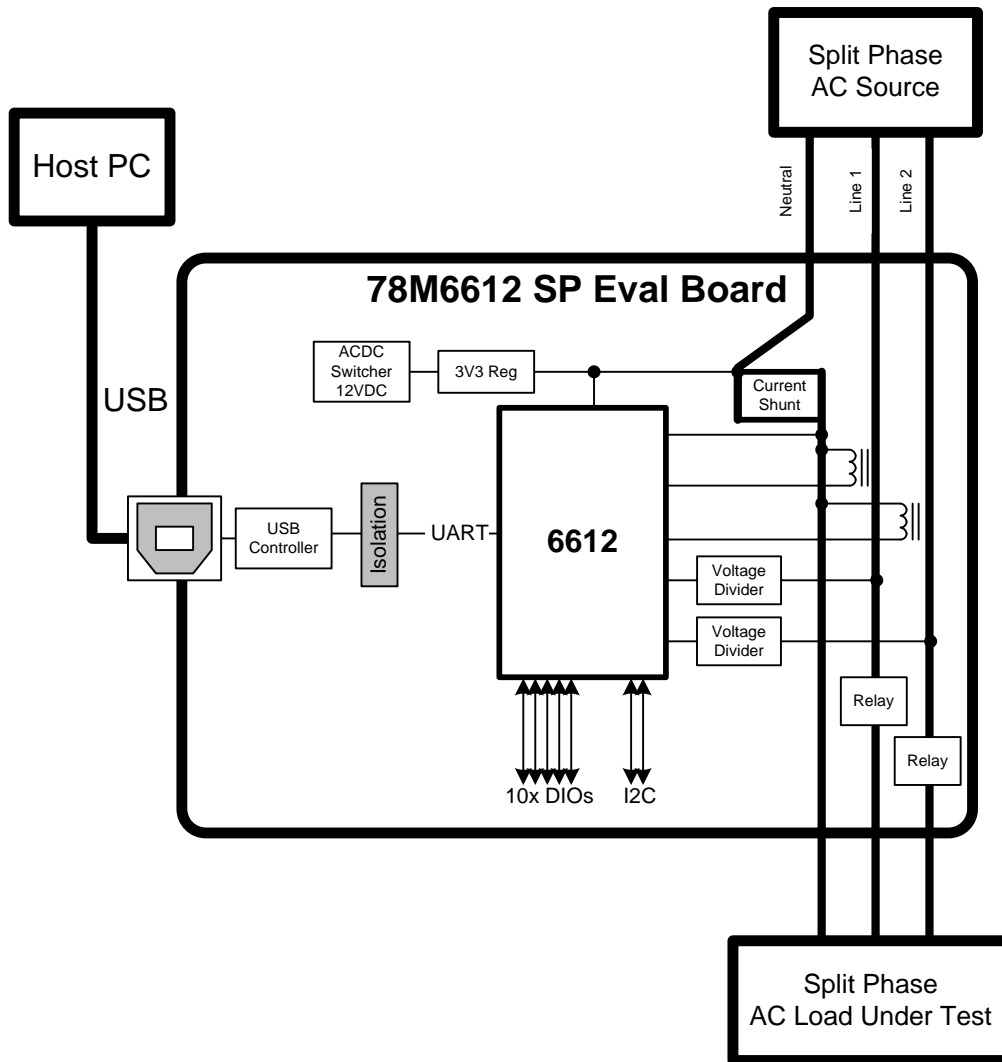 Split Phase
AC Source
Host PC
Neutral
Line 1
Line 2
78M6612 SP Eval Board
ACDC
Switcher
12VDC
3V3 Reg
Current
Shunt
USB
USB
Controller
Isolation
UART
6612
Voltage
Divider
Voltage
Divider
Relay
Relay
10x DIOs
I2C
Split Phase
AC Load Under Test